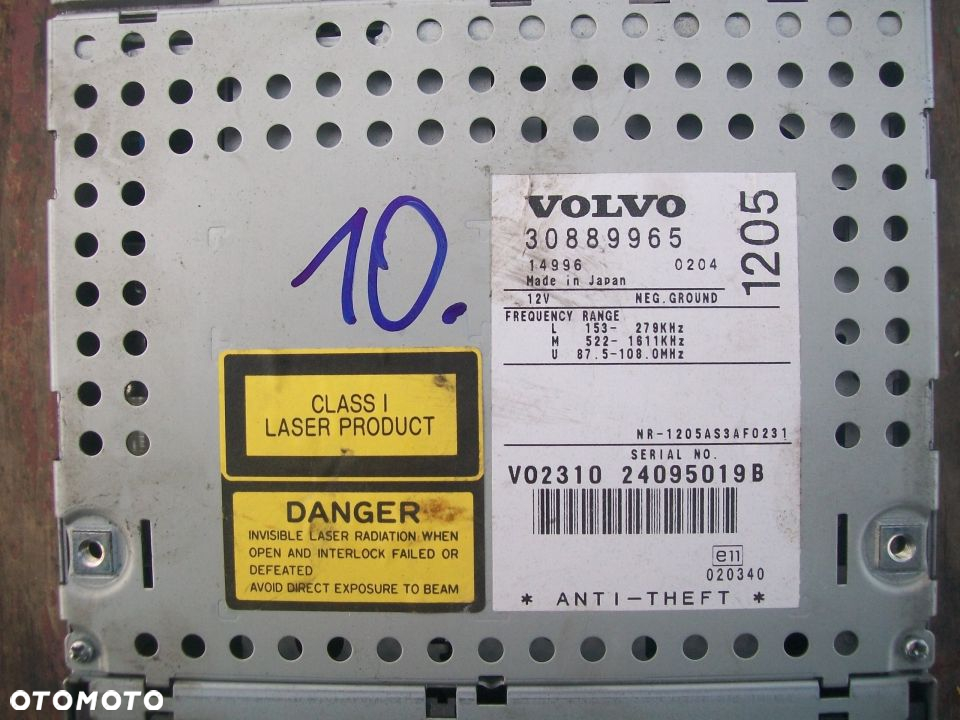 10.
CLASS I
LASER PRODUCT
DANGER
INVISIBLE LASER RADIATION WHEN
OPEN AND INTERLOCK FAILED OR
DEFEATED
AVOID DIRECT EXPOSURE TO BEAM
VOLVO
30889965
14996 0204
Made in Japan
1205
12V NEG.GROUND
FREQUENCY RANGE
L 153- 279KHz
M 522- 1611KHz
U 87.5-108.0MHz
NR-1205AS3AF0231
SERIAL NO.
V02310 24095019B
e11
020340
* ANTI-THEFT *
OTOMOTO